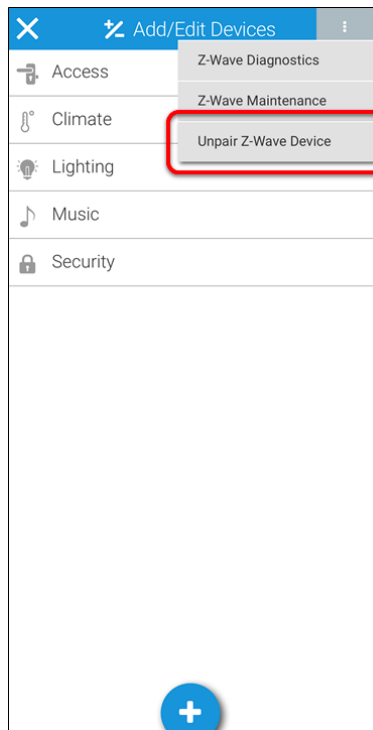 Add/Edit Devices
Z-Wave Diagnostics
Z-Wave Maintenance
Unpair Z-Wave Device
Access
Climate
Lighting
Music
Security